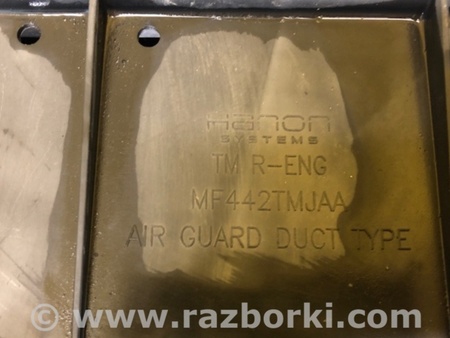 Hanon
SYSTEMS
TM R-ENG
MF442TMJAA
AIR GUARD DUCT TYPE
© www.razborki.com